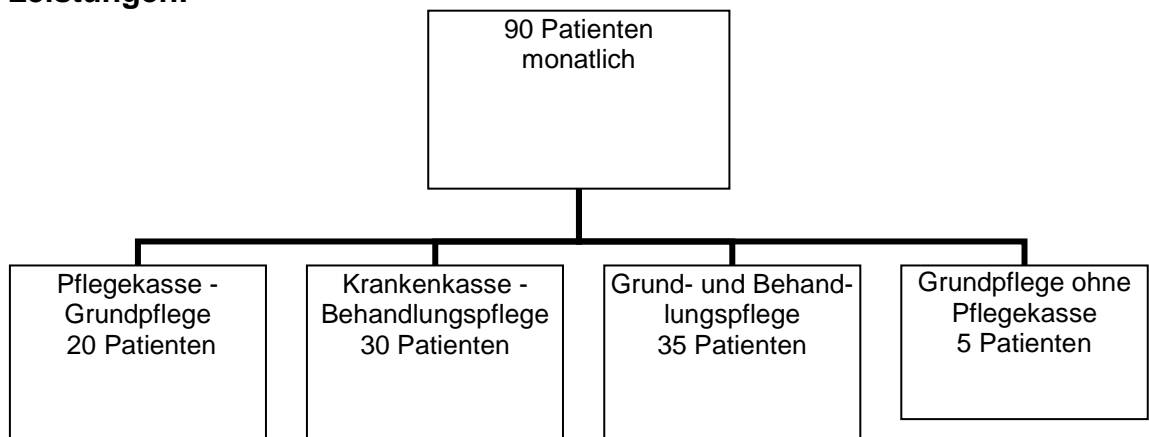 Leistungen:
90 Patienten
monatlich
Pflegekasse -
Grundpflege
20 Patienten
Krankenkasse -
Behandlungspflege
30 Patienten
Grund- und Behand-
lungspflege
35 Patienten
Grundpflege ohne
Pflegekasse
5 Patienten